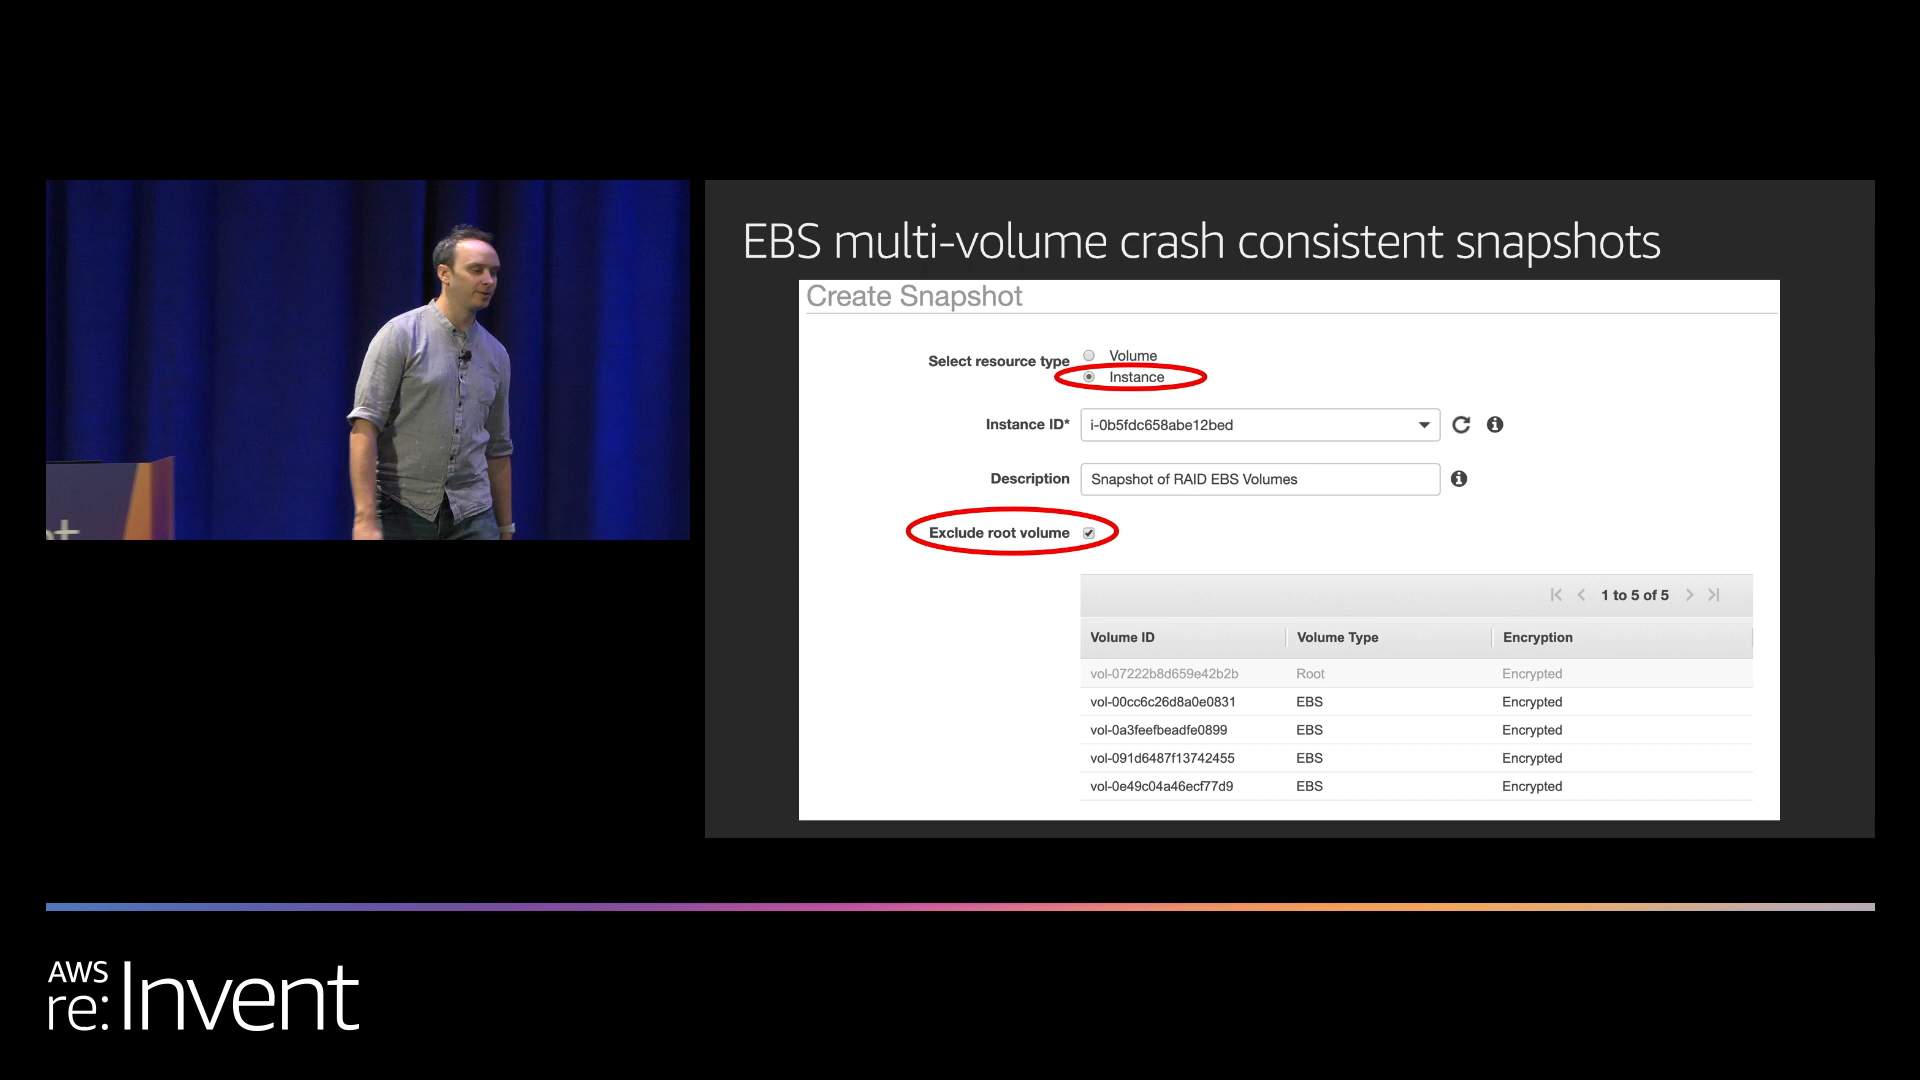 EBS multi-volume crash consistent snapshots
Create Snapshot
Select resource type
Volume
Instance
Instance ID* i-0b5fdc658abe12bed
Description Snapshot of RAID EBS Volumes
Exclude root volume
1 to 5 of 5
Volume ID Volume Type Encryption
vol-07222b8d659e42b2b Root Encrypted
vol-00cc6c26d8a0e0831 EBS Encrypted
vol-0a3feefbeadfe0899 EBS Encrypted
vol-091d6487f13742455 EBS Encrypted
vol-0e49c04a46ecf77d9 EBS Encrypted
AWS
re:Invent